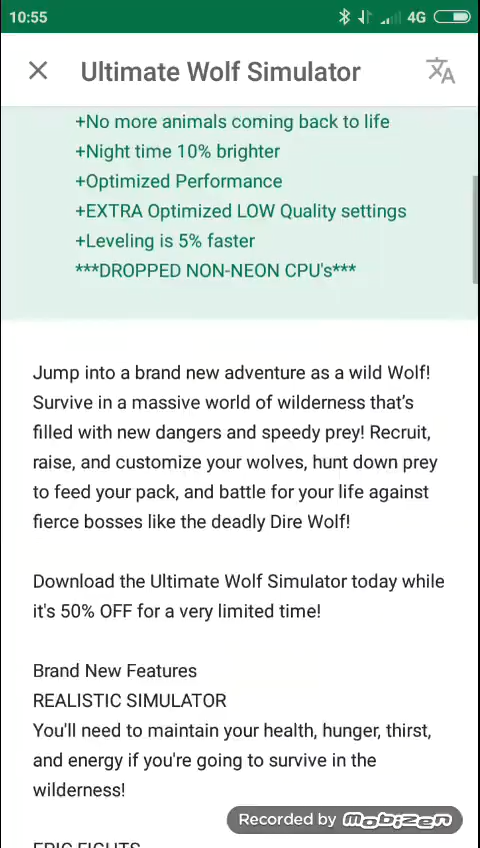 10:55
4G
Ultimate Wolf Simulator
+No more animals coming back to life
+Night time 10% brighter
+Optimized Performance
+EXTRA Optimized LOW Quality settings
+Leveling is 5% faster
***DROPPED NON-NEON CPU's***
Jump into a brand new adventure as a wild Wolf!
Survive in a massive world of wilderness that’s
filled with new dangers and speedy prey! Recruit,
raise, and customize your wolves, hunt down prey
to feed your pack, and battle for your life against
fierce bosses like the deadly Dire Wolf!
Download the Ultimate Wolf Simulator today while
it's 50% OFF for a very limited time!
Brand New Features
REALISTIC SIMULATOR
You'll need to maintain your health, hunger, thirst,
and energy if you're going to survive in the
wilderness!
Recorded by Mobizen
EPIC FIGHTS